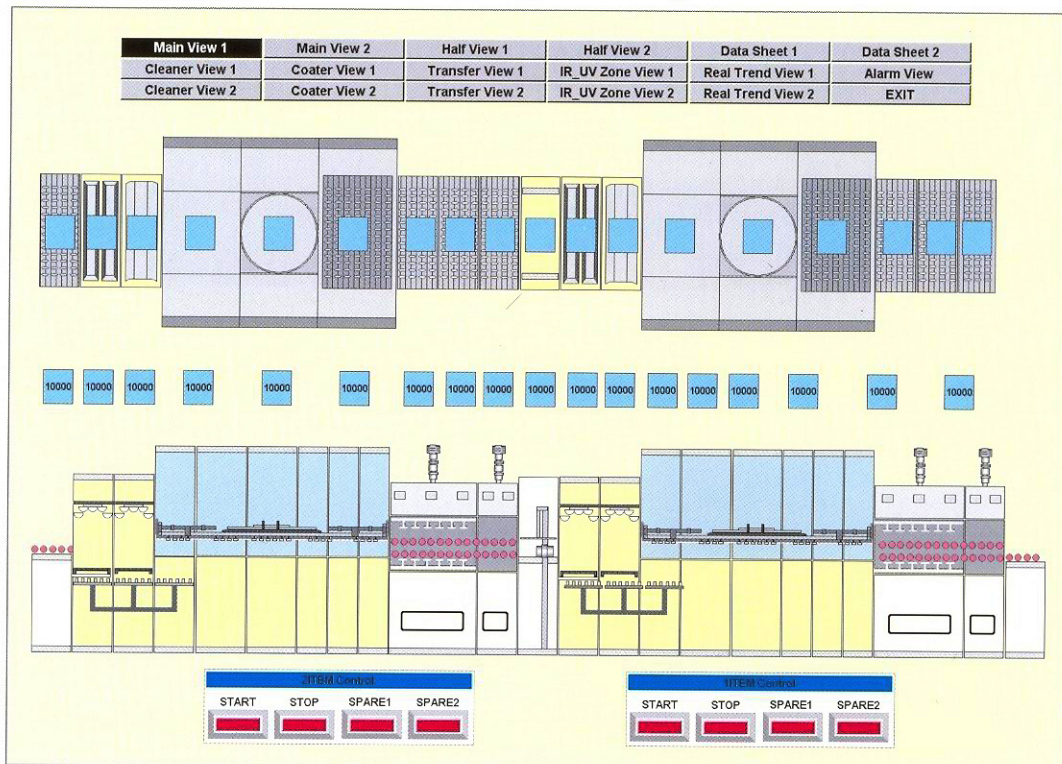 Main View 1 Main View 2 Half View 1 Half View 2 Data Sheet 1 Data Sheet 2
Cleaner View 1 Coater View 1 Transfer View 1 IR_UV Zone View 1 Real Trend View 1 Alarm View
Cleaner View 2 Coater View 2 Transfer View 2 IR_UV Zone View 2 Real Trend View 2 EXIT
10000 10000 10000 10000 10000 10000 10000 10000 10000 10000 10000 10000 10000 10000 10000 10000 10000 10000
2ITEM Control 1ITEM Control
START STOP SPARE1 SPARE2 START STOP SPARE1 SPARE2